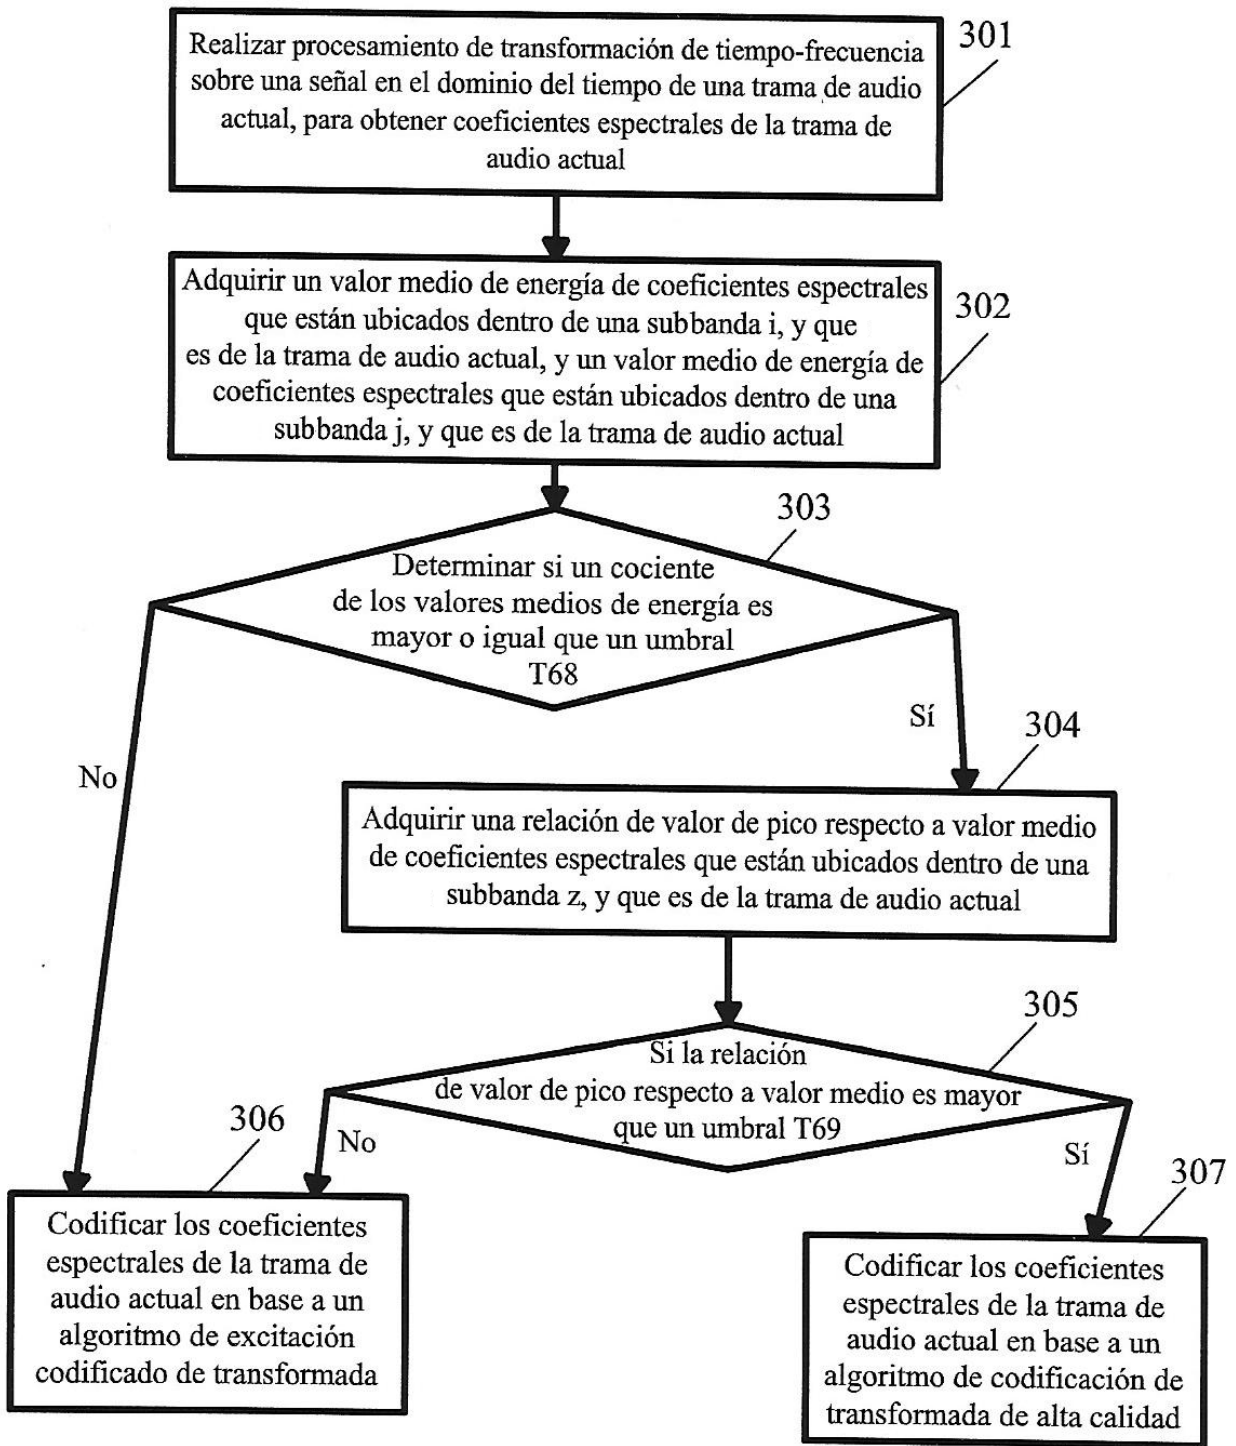 Realizar procesamiento de transformación de tiempo-frecuencia
sobre una señal en el dominio del tiempo de una trama de audio
actual, para obtener coeficientes espectrales de la trama de
audio actual
301
Adquirir un valor medio de energía de coeficientes espectrales
que están ubicados dentro de una subbanda i, y que
es de la trama de audio actual, y un valor medio de energía de
coeficientes espectrales que están ubicados dentro de una
subbanda j, y que es de la trama de audio actual
302
303
Determinar si un cociente
de los valores medios de energía es
mayor o igual que un umbral
T68
No
Sí
304
Adquirir una relación de valor de pico respecto a valor medio
de coeficientes espectrales que están ubicados dentro de una
subbanda z, y que es de la trama de audio actual
305
Si la relación
de valor de pico respecto a valor medio es mayor
que un umbral T69
No
Sí
306
Codificar los coeficientes
espectrales de la trama de
audio actual en base a un
algoritmo de excitación
codificado de transformada
307
Codificar los coeficientes
espectrales de la trama de
audio actual en base a un
algoritmo de codificación de
transformada de alta calidad